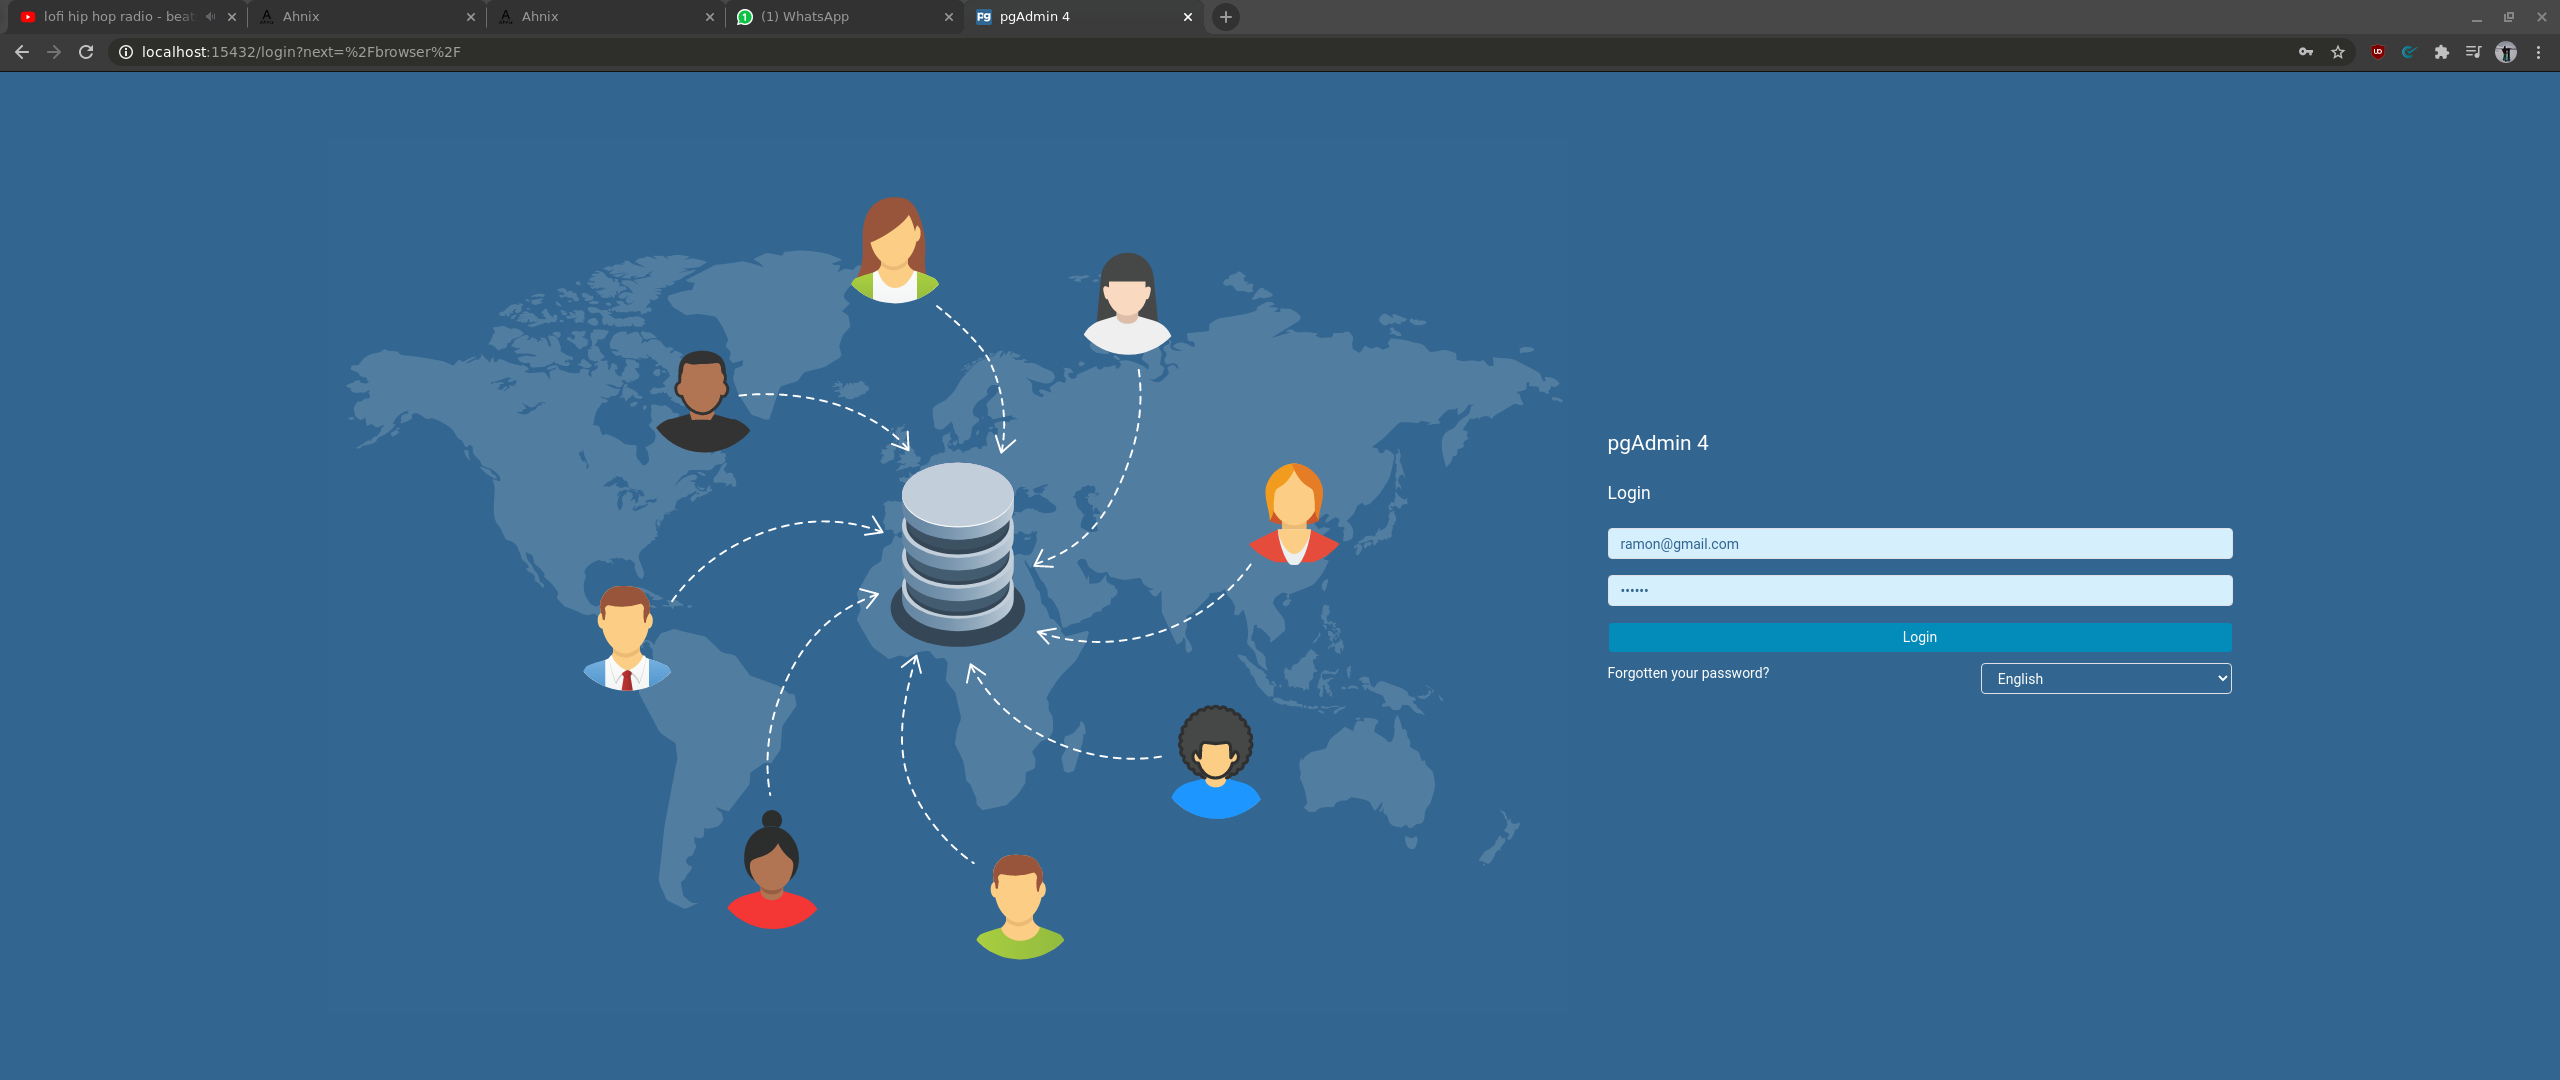 lofi hip hop radio - beat
Ahnix
Ahnix
(1) WhatsApp
pgAdmin 4
localhost:15432/login?next=%2Fbrowser%2F
pgAdmin 4
Login
ramon@gmail.com
••••••
Login
Forgotten your password?
English